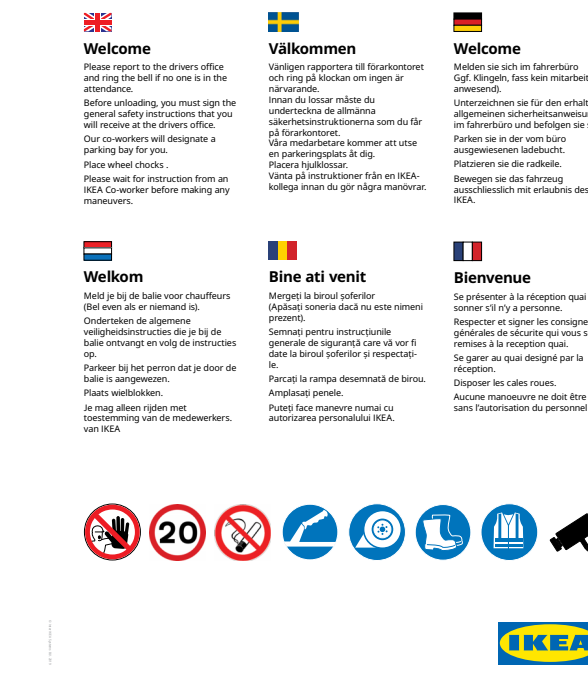 Welcome
Please report to the drivers office
and ring the bell if no one is in the
attendance.
Before unloading, you must sign the
general safety instructions that you
will receive at the drivers office.
Our co-workers will designate a
parking bay for you.
Place wheel chocks .
Please wait for instruction from an
IKEA Co-worker before making any
maneuvers.
Välkommen
Vänligen rapportera till förarkontoret
och ring på klockan om ingen är
närvarande.
Innan du lossar måste du
underteckna de allmänna
säkerhetsinstruktionerna som du får
på förarkontoret.
Våra medarbetare kommer att utse
en parkeringsplats åt dig.
Placera hjulklossar.
Vänta på instruktioner från en IKEA-
kollega innan du gör några manövrar.
Welcome
Melden sie sich im fahrerbüro
Ggf. Klingeln, fass kein mitarbeit
anwesend).
Unterzeichnen sie für den erhalt
allgemeinen sicherheitsanweisu
im fahrerbüro und befolgen sie
Parken sie in der vom büro
ausgewiesenen ladebucht.
Platzieren sie die radkeile.
Bewegen sie das fahrzeug
ausschliesslich mit erlaubnis des
IKEA.
Welkom
Meld je bij de balie voor chauffeurs
(Bel even als er niemand is).
Onderteken de algemene
veiligheidsinstructies die je bij de
balie ontvangt en volg de instructies
op.
Parkeer bij het perron dat je door de
balie is aangewezen.
Plaats wielblokken.
Je mag alleen rijden met
toestemming van de medewerkers.
van IKEA
Bine ati venit
Mergeți la biroul șoferilor
(Apăsați soneria dacă nu este nimeni
prezent).
Semnați pentru instrucțiunile
generale de siguranță care vă vor fi
date la biroul șoferilor și respectați-
le.
Parcați la rampa desemnată de birou.
Amplasați penele.
Puteți face manevre numai cu
autorizarea personalului IKEA.
Bienvenue
Se présenter à la réception quai
sonner s'il n'y a personne.
Respecter et signer les consigne
générales de sécurite qui vous s
remises à la reception quai.
Se garer au quai designé par la
réception.
Disposer les cales roues.
Aucune manoeuvre ne doit être
sans l'autorisation du personnel
20
IKEA